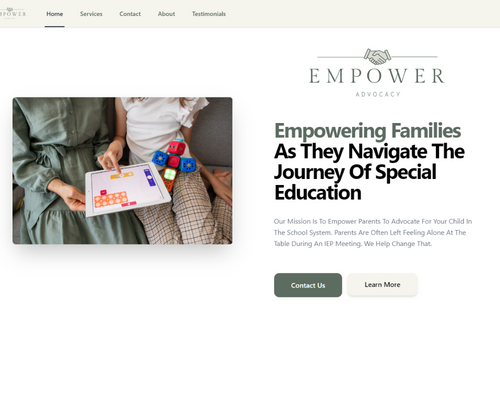 Home Services Contact About Testimonials
EMPOWER
ADVOCACY
Empowering Families
As They Navigate The
Journey Of Special
Education
Our Mission Is To Empower Parents To Advocate For Your Child In
The School System. Parents Are Often Left Feeling Alone At The
Table During An IEP Meeting. We Help Change That.
Contact Us Learn More